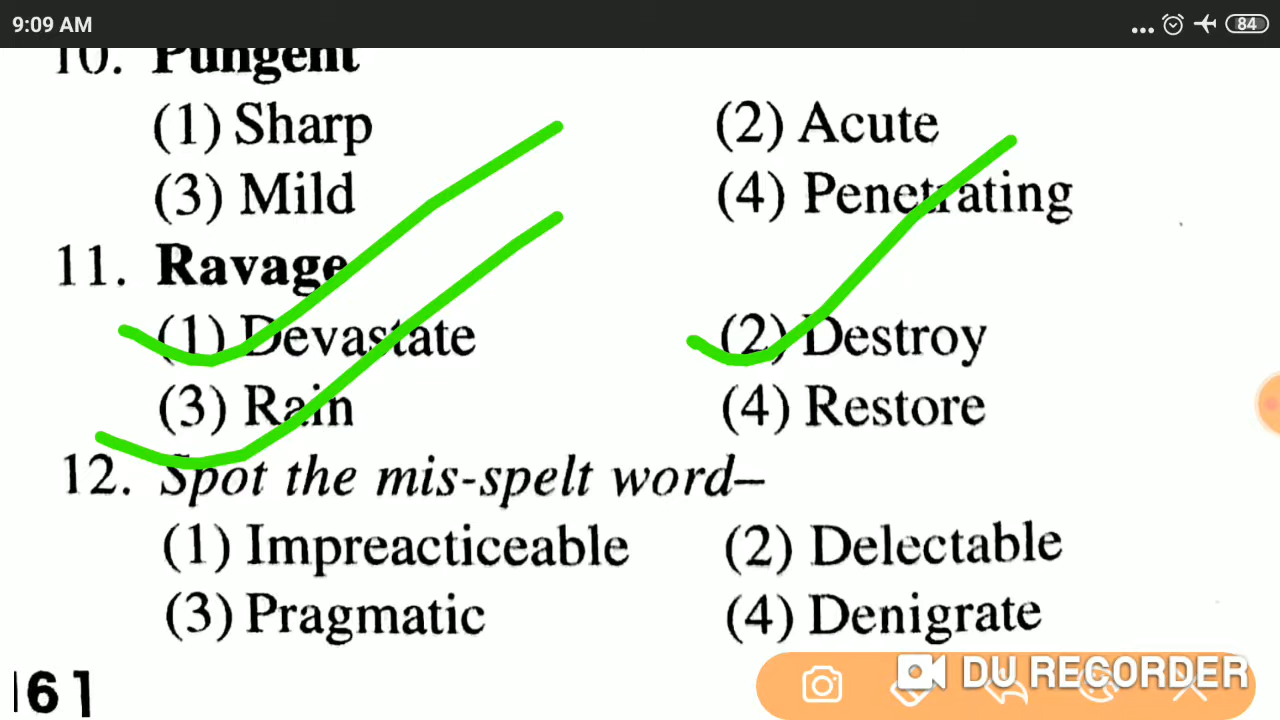 9:09 AM
84
10. Pungent
(1) Sharp (2) Acute
(3) Mild (4) Penetrating
11. Ravage
(1) Devastate (2) Destroy
(3) Rain (4) Restore
12. Spot the mis-spelt word–
(1) Impreacticeable (2) Delectable
(3) Pragmatic (4) Denigrate
61
DU RECORDER